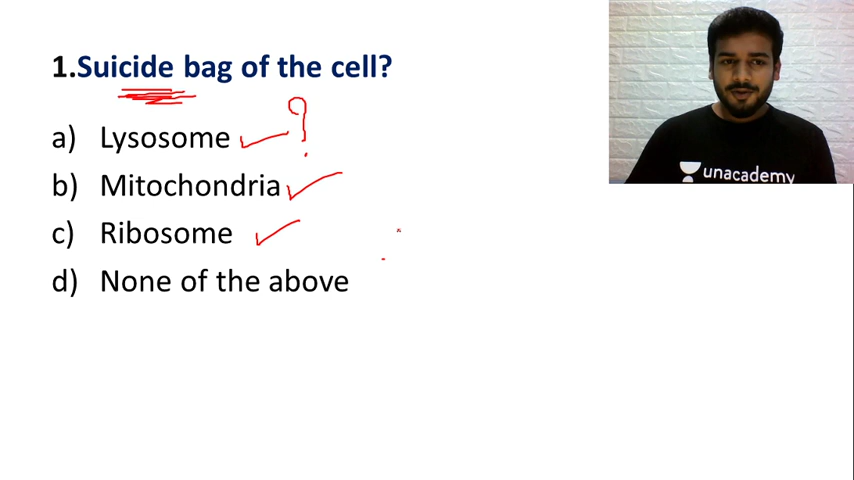 1.Suicide bag of the cell?
a) Lysosome ?
b) Mitochondria
c) Ribosome
d) None of the above
unacademy